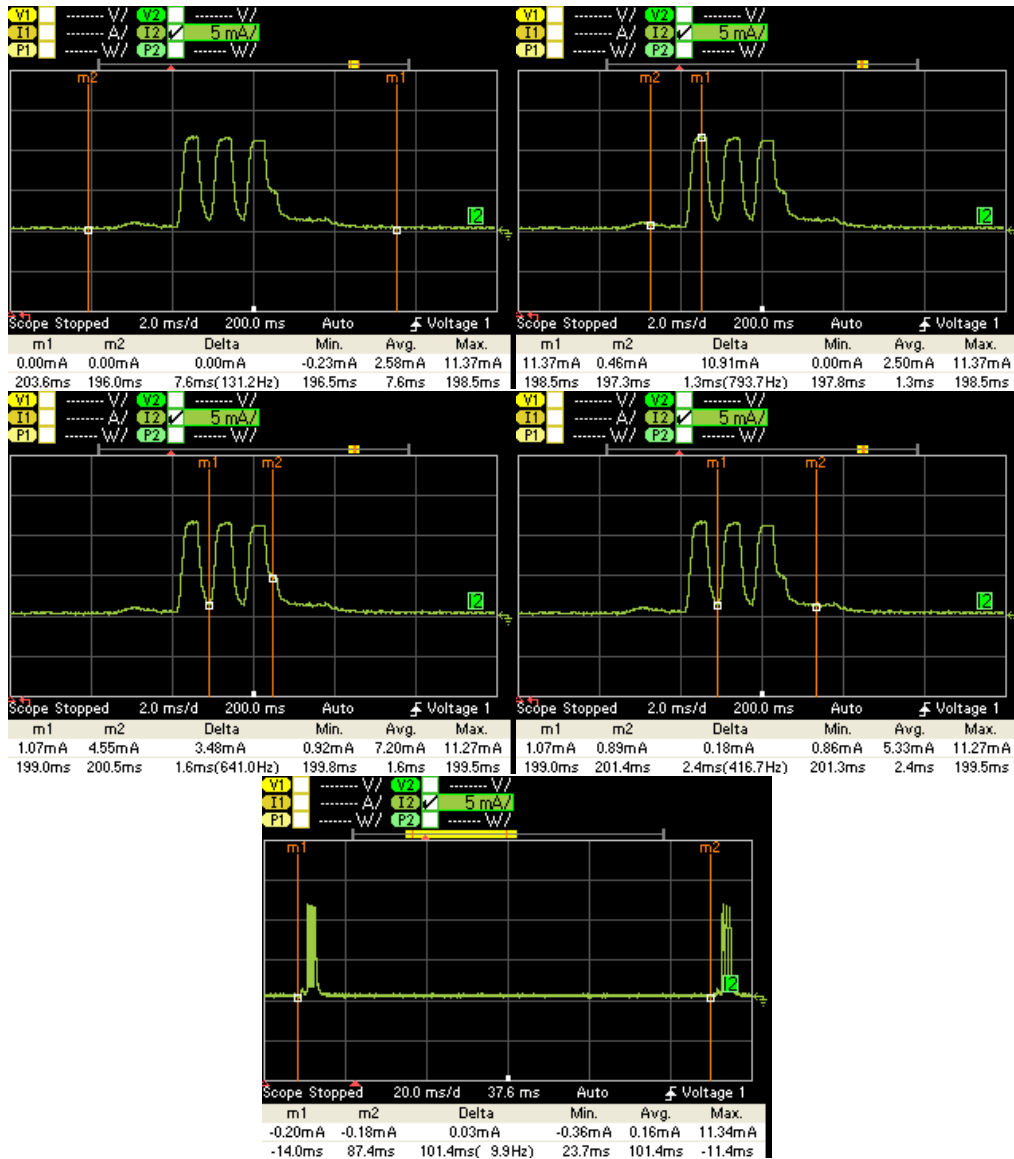 V1 ------ V/ V2 ------ V/
I1 ------ A/ I2 ✓ 5 mA/
P1 ------ W/ P2 ------ W/
m2 m1
I2
Scope Stopped 2.0 ms/d 200.0 ms Auto Voltage 1
m1 m2 Delta Min. Avg. Max.
0.00mA 0.00mA 0.00mA -0.23mA 2.58mA 11.37mA
203.6ms 196.0ms 7.6ms(131.2Hz) 196.5ms 7.6ms 198.5ms
V1 ------ V/ V2 ------ V/
I1 ------ A/ I2 ✓ 5 mA/
P1 ------ W/ P2 ------ W/
m2 m1
I2
Scope Stopped 2.0 ms/d 200.0 ms Auto Voltage 1
m1 m2 Delta Min. Avg. Max.
11.37mA 0.46mA 10.91mA 0.00mA 2.50mA 11.37mA
198.5ms 197.3ms 1.3ms(793.7Hz) 197.8ms 1.3ms 198.5ms
V1 ------ V/ V2 ------ V/
I1 ------ A/ I2 ✓ 5 mA/
P1 ------ W/ P2 ------ W/
m1 m2
I2
Scope Stopped 2.0 ms/d 200.0 ms Auto Voltage 1
m1 m2 Delta Min. Avg. Max.
1.07mA 4.55mA 3.48mA 0.92mA 7.20mA 11.27mA
199.0ms 200.5ms 1.6ms(641.0Hz) 199.8ms 1.6ms 199.5ms
V1 ------ V/ V2 ------ V/
I1 ------ A/ I2 ✓ 5 mA/
P1 ------ W/ P2 ------ W/
m1 m2
I2
Scope Stopped 2.0 ms/d 200.0 ms Auto Voltage 1
m1 m2 Delta Min. Avg. Max.
1.07mA 0.89mA 0.18mA 0.86mA 5.33mA 11.27mA
199.0ms 201.4ms 2.4ms(416.7Hz) 201.3ms 2.4ms 199.5ms
V1 ------ V/ V2 ------ V/
I1 ------ A/ I2 ✓ 5 mA/
P1 ------ W/ P2 ------ W/
m1 m2
I2
Scope Stopped 20.0 ms/d 37.6 ms Auto Voltage 1
m1 m2 Delta Min. Avg. Max.
-0.20mA -0.18mA 0.03mA -0.36mA 0.16mA 11.34mA
-14.0ms 87.4ms 101.4ms( 9.9Hz) 23.7ms 101.4ms -11.4ms